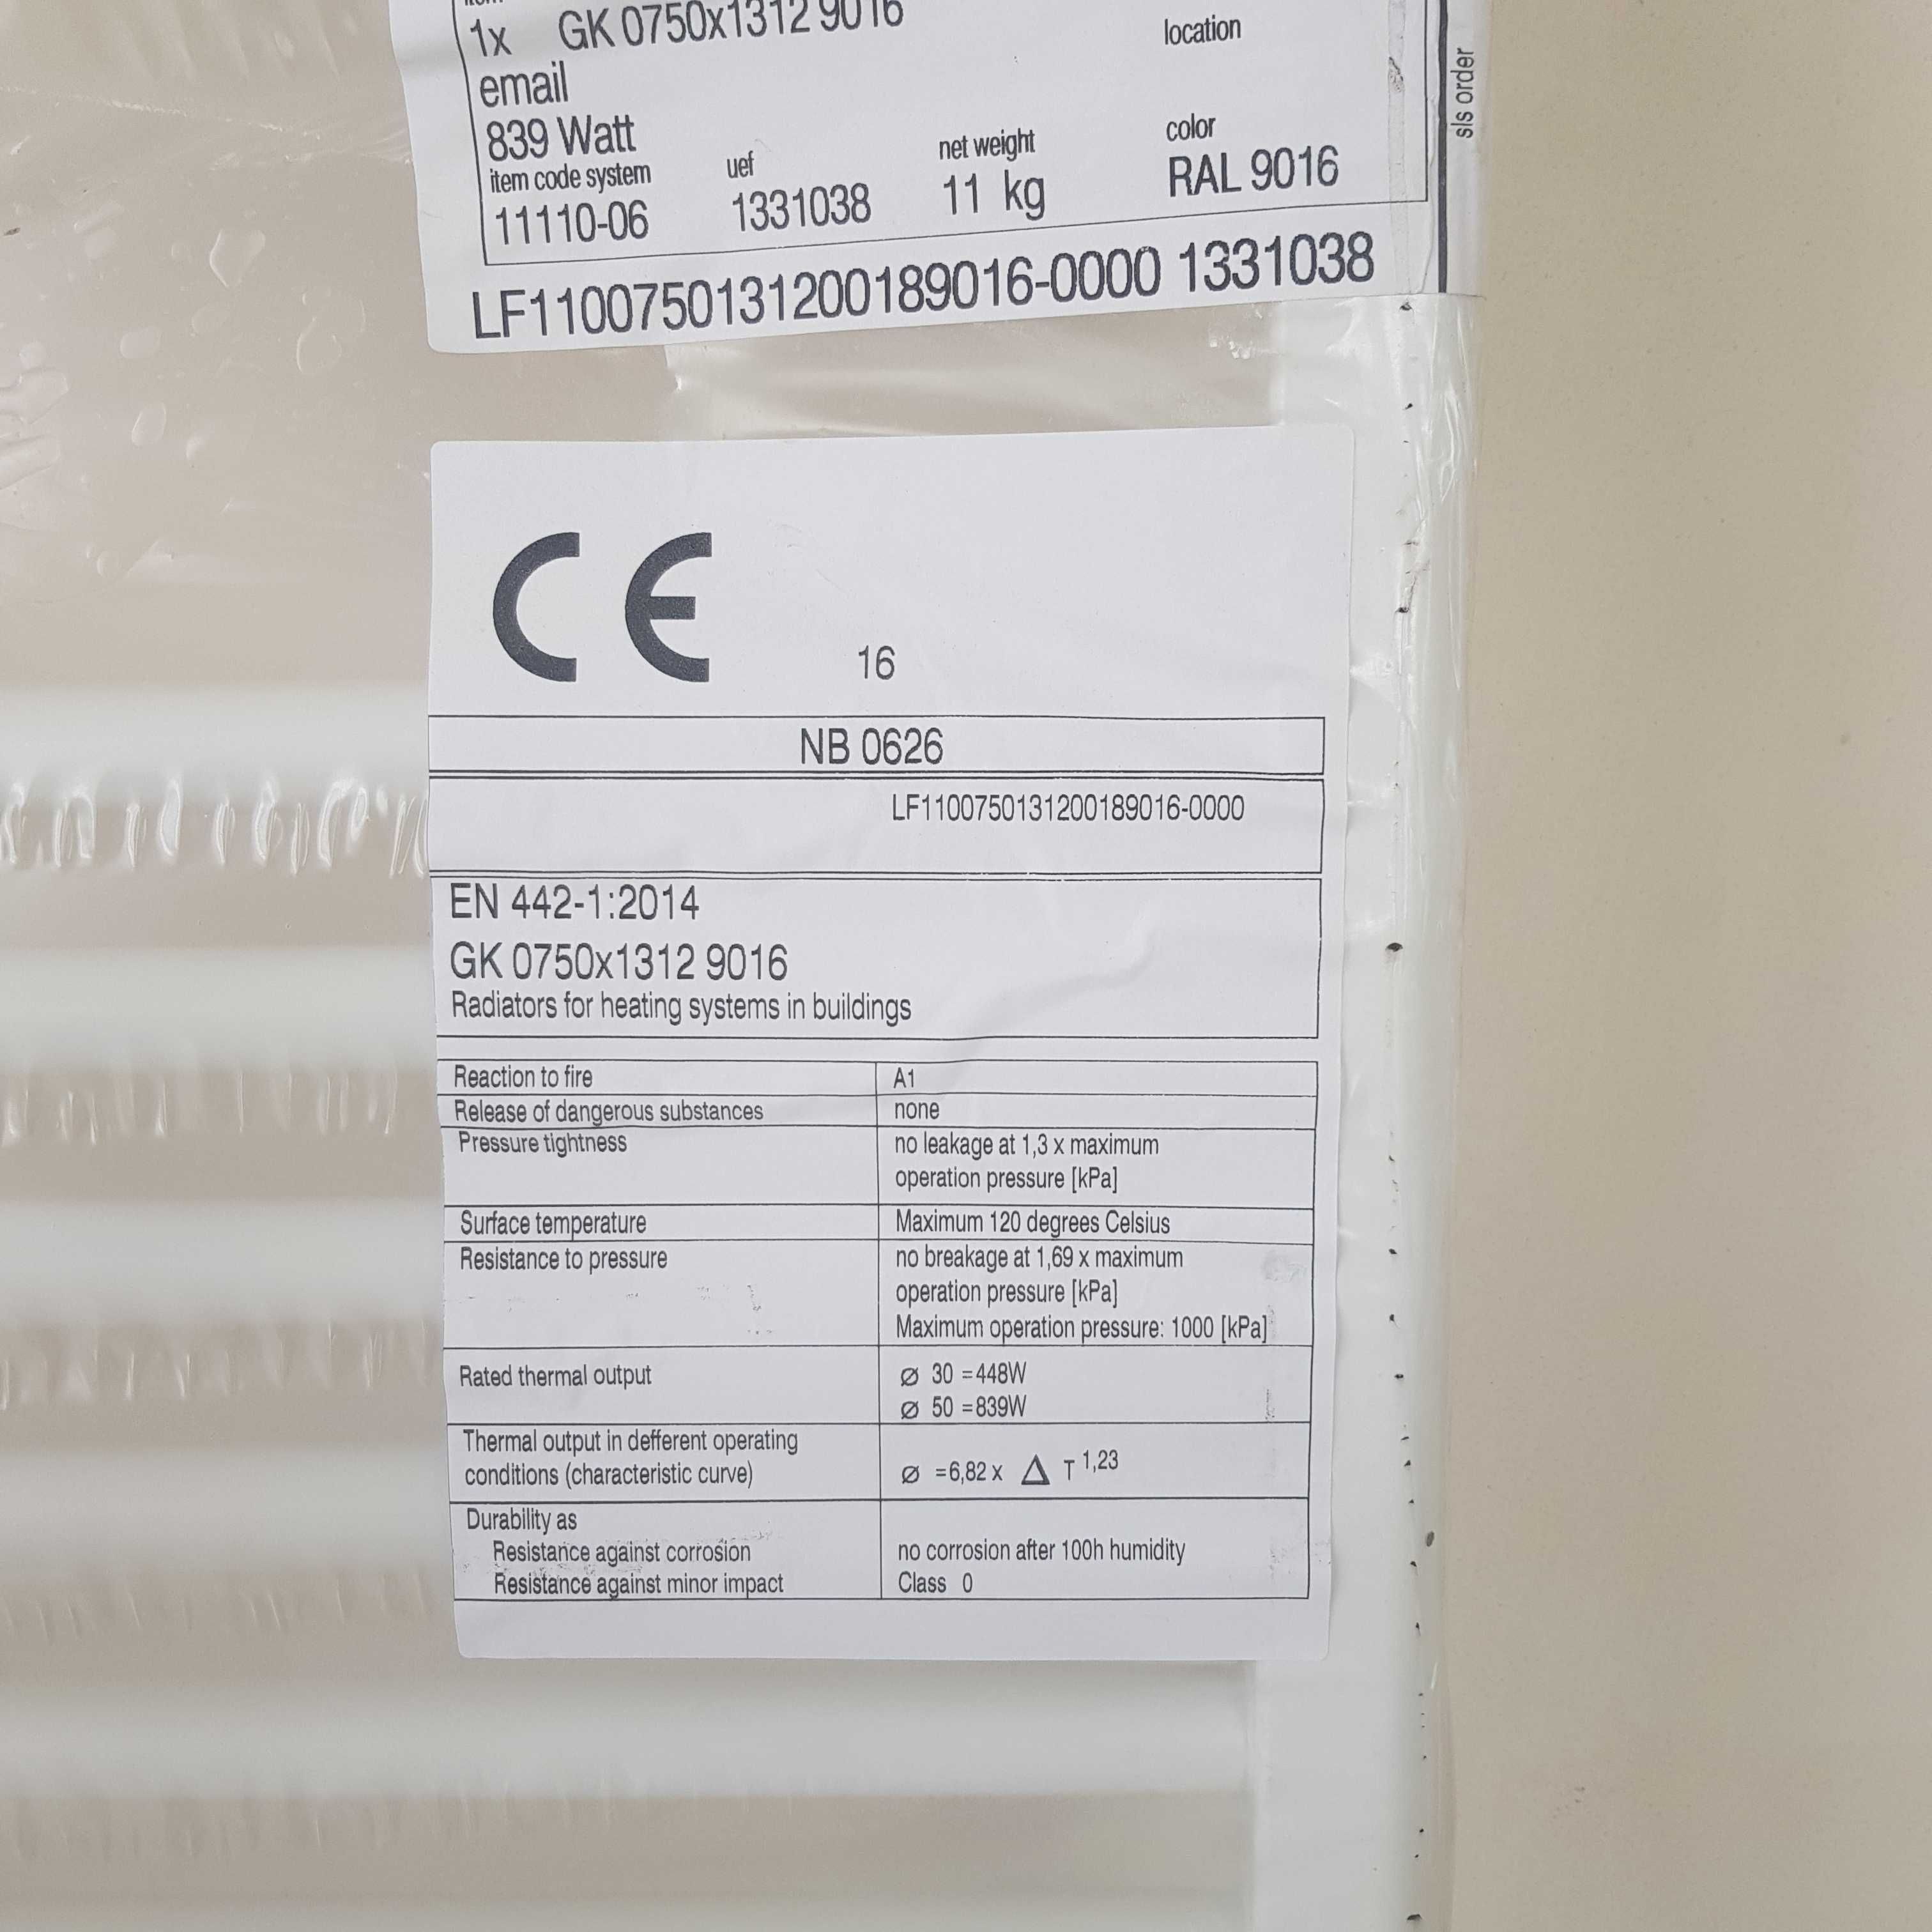 1x GK 0750x1312 9016
location
email
839 Watt
item code system uef net weight color
11110-06 1331038 11 kg RAL 9016
LF1100750131200189016-0000 1331038
sls order
CE 16
NB 0626
LF1100750131200189016-0000
EN 442-1:2014
GK 0750x1312 9016
Radiators for heating systems in buildings
Reaction to fire A1
Release of dangerous substances none
Pressure tightness no leakage at 1,3 x maximum
operation pressure [kPa]
Surface temperature Maximum 120 degrees Celsius
Resistance to pressure no breakage at 1,69 x maximum
operation pressure [kPa]
Maximum operation pressure: 1000 [kPa]
Rated thermal output ø 30 =448W
ø 50 =839W
Thermal output in defferent operating
conditions (characteristic curve) ø =6,82 x Δ T 1,23
Durability as
Resistance against corrosion no corrosion after 100h humidity
Resistance against minor impact Class 0